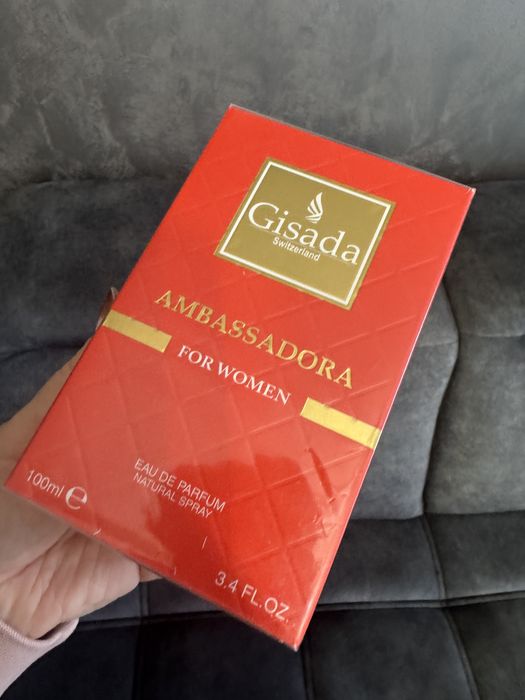 Gisada
Switzerland
AMBASSADORA
FOR WOMEN
EAU DE PARFUM
NATURAL SPRAY
100ml ℮
3.4 FL.OZ.